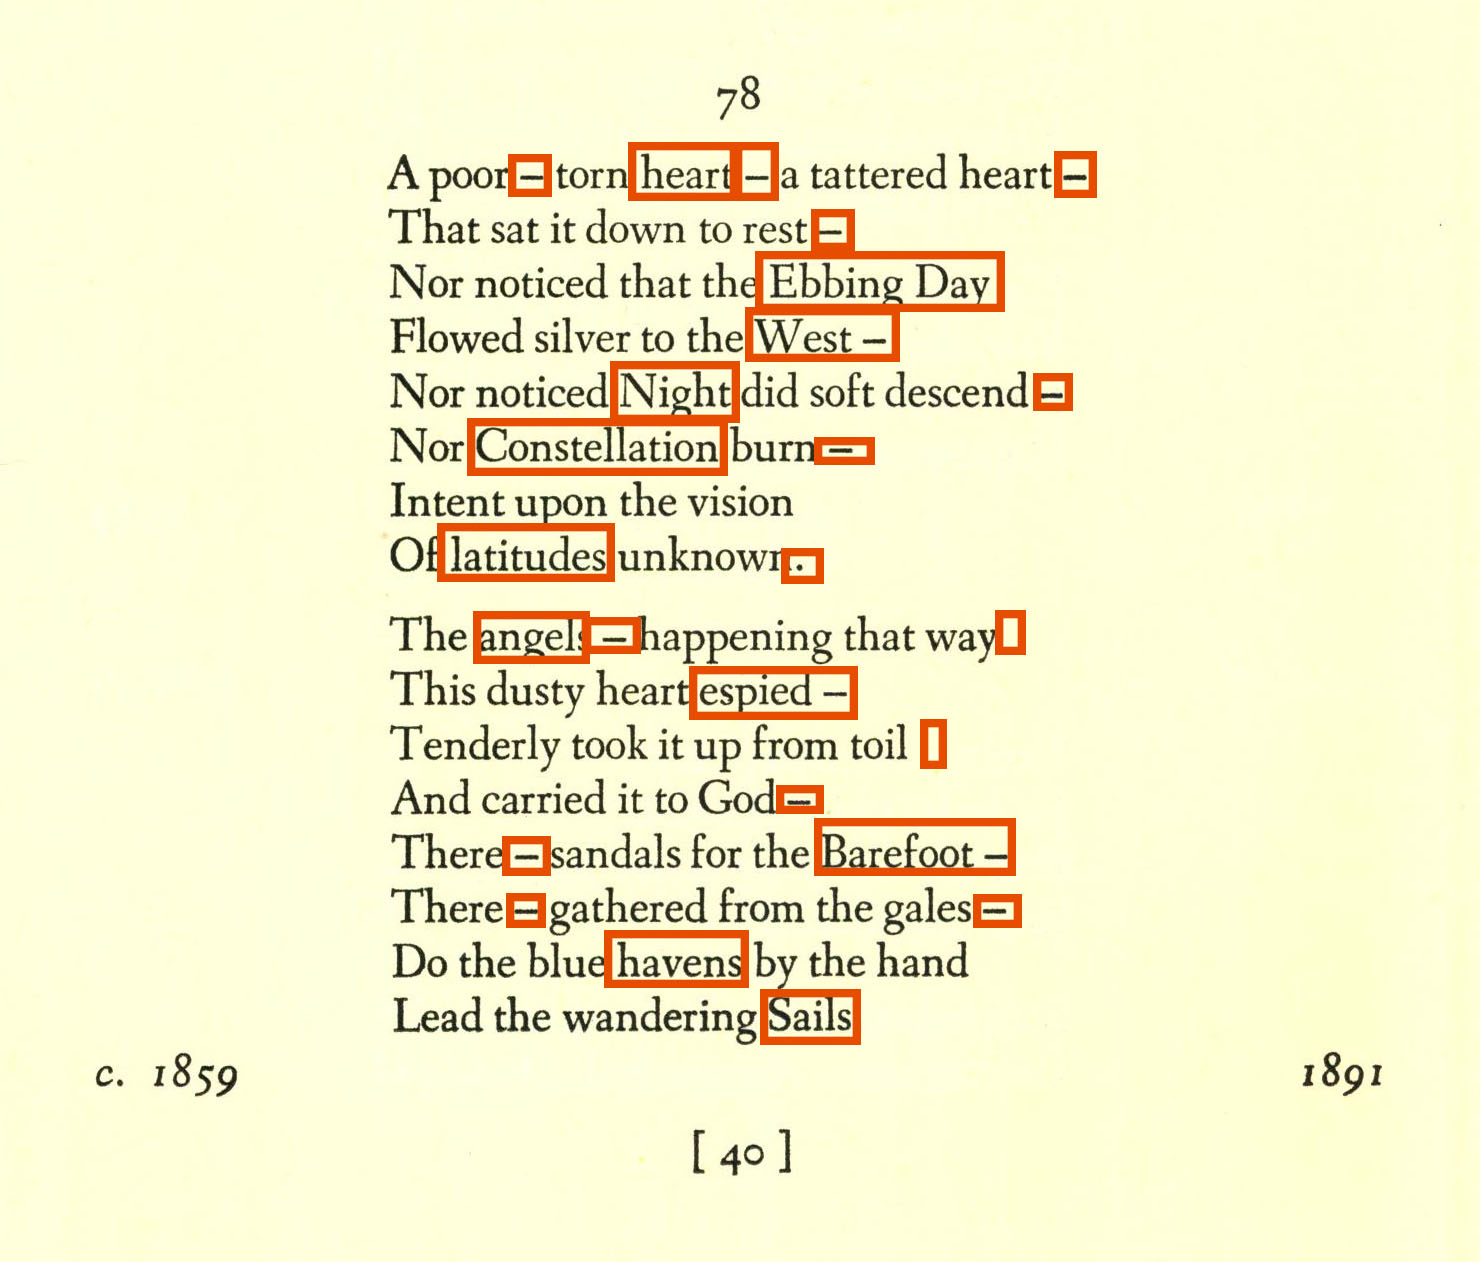 78
A poor – torn heart – a tattered heart –
That sat it down to rest –
Nor noticed that the Ebbing Day
Flowed silver to the West –
Nor noticed Night did soft descend –
Nor Constellation burn –
Intent upon the vision
Of latitudes unknown.
The angels – happening that way
This dusty heart espied –
Tenderly took it up from toil
And carried it to God –
There – sandals for the Barefoot –
There – gathered from the gales –
Do the blue havens by the hand
Lead the wandering Sails
c. 1859
1891
[ 40 ]